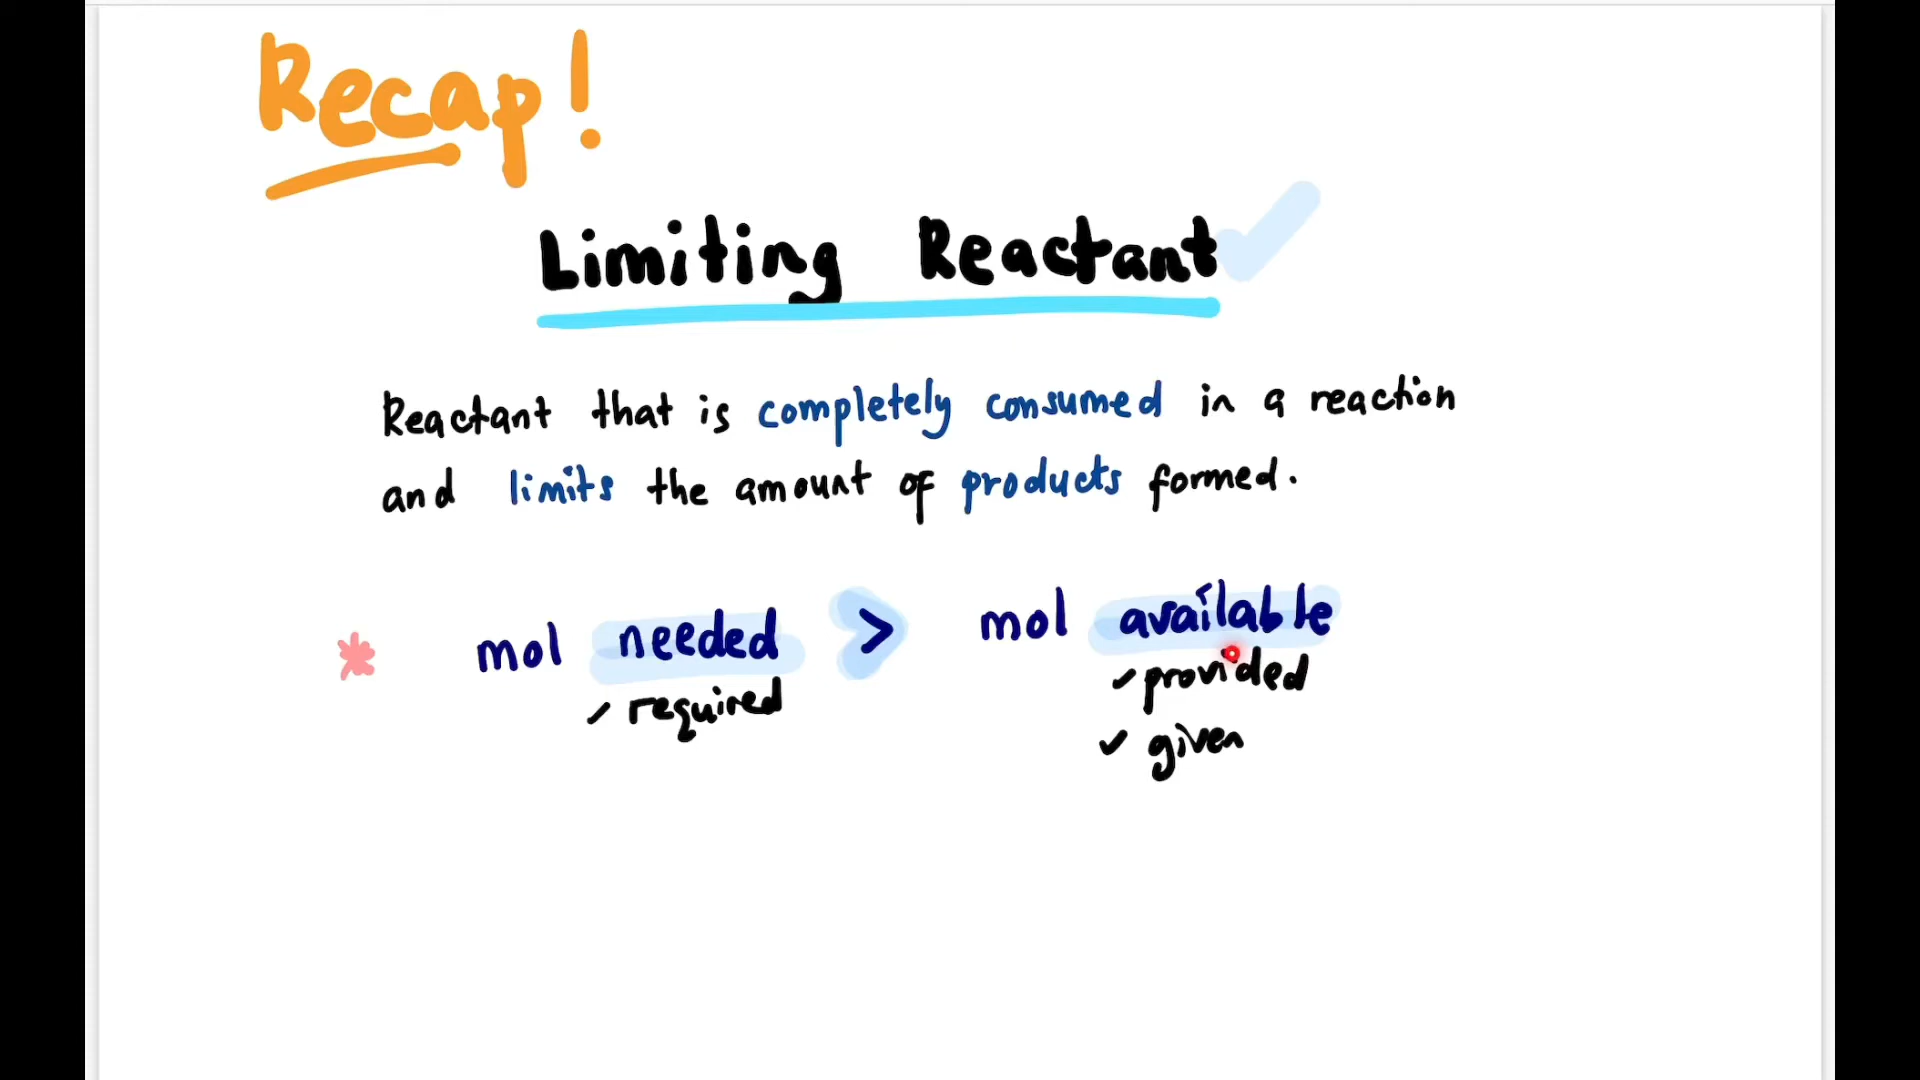 Recap!
Limiting Reactant
Reactant that is completely consumed in a reaction
and limits the amount of products formed.
* mol needed > mol available
✓ required
✓ provided
✓ given